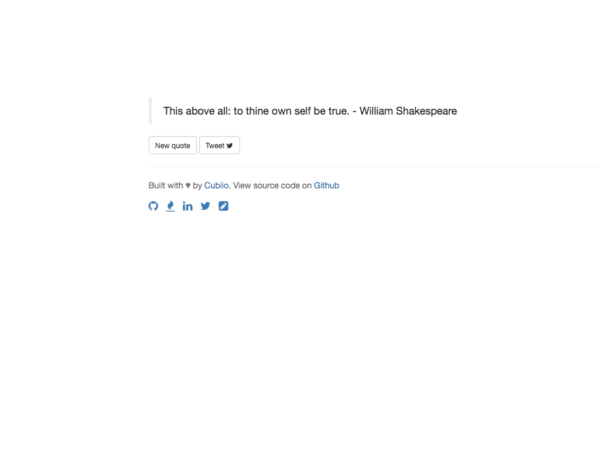 This above all: to thine own self be true. - William Shakespeare
New quote Tweet
Built with ♥ by Cubiio. View source code on Github